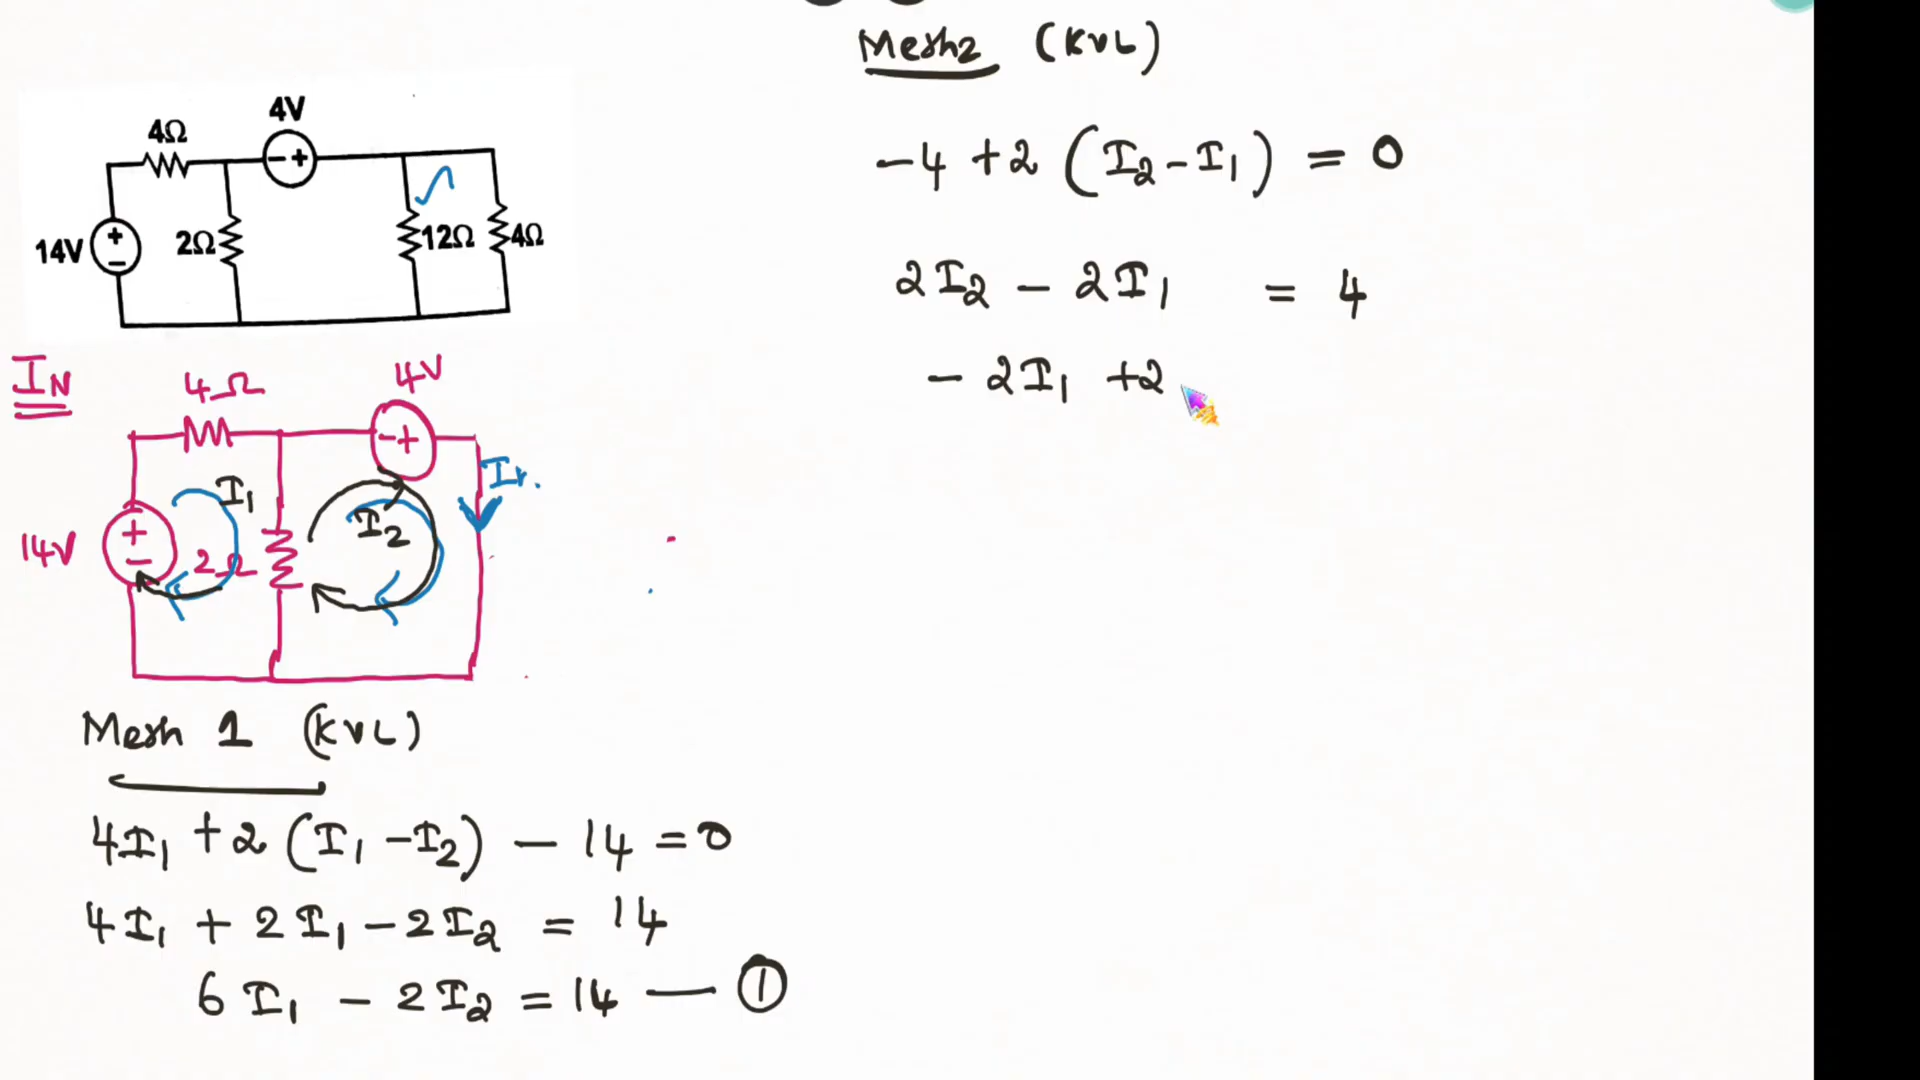 4V
4Ω
14V
2Ω
12Ω
4Ω
I_N
4Ω
4V
14V
2Ω
I₁
I₂
Mesh 1 (KVL)
4I₁ + 2 (I₁ - I₂) - 14 = 0
4I₁ + 2I₁ - 2I₂ = 14
6I₁ - 2I₂ = 14 — ①
Mesh2 (KVL)
-4 + 2 (I₂ - I₁) = 0
2I₂ - 2I₁ = 4
- 2I₁ + 2